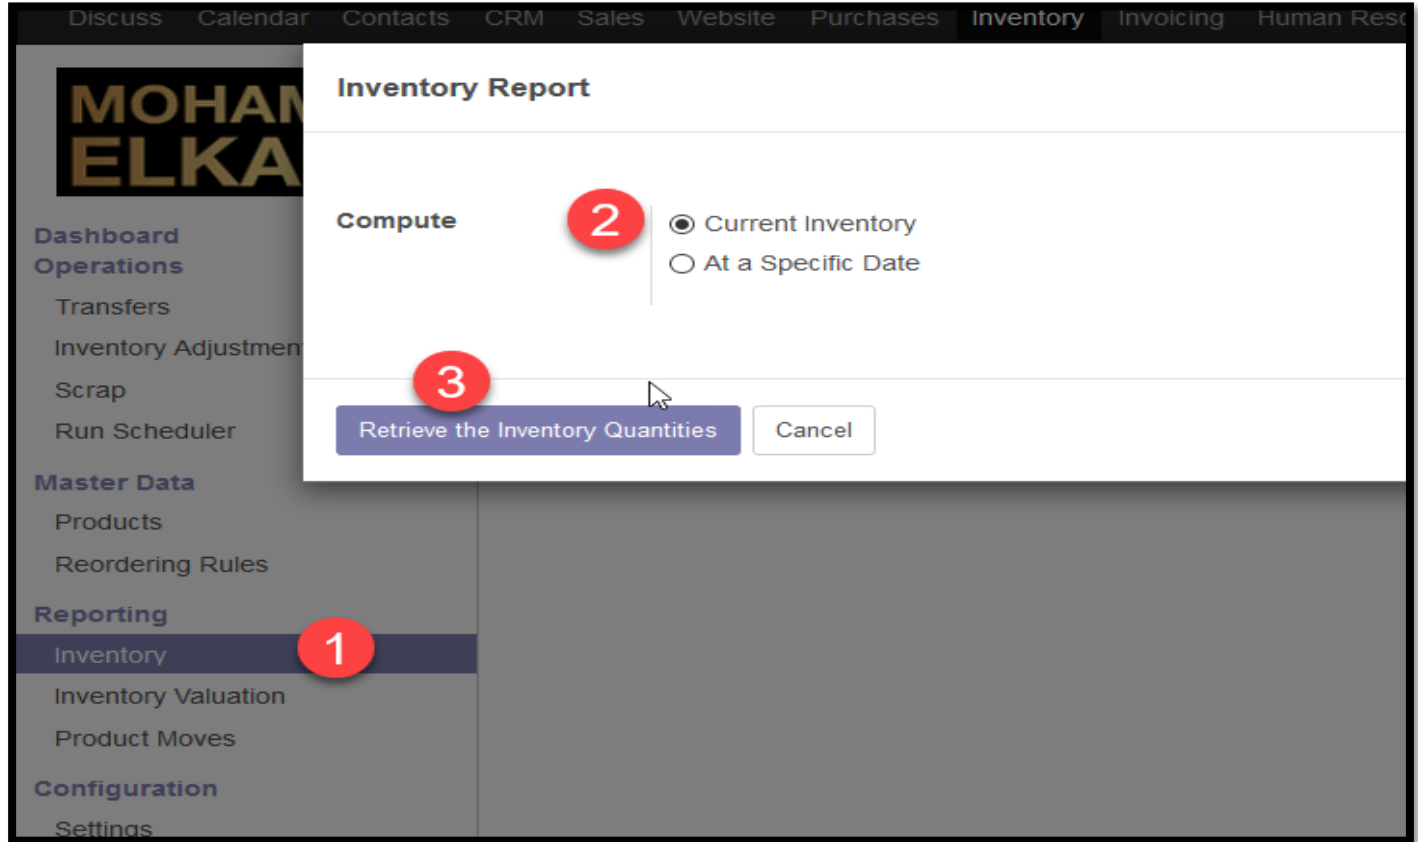 Discuss Calendar Contacts CRM Sales Website Purchases Inventory Invoicing Human Reso
MOHAM
ELKA
Inventory Report
Compute
2
Current Inventory
At a Specific Date
3
Retrieve the Inventory Quantities
Cancel
Dashboard
Operations
Transfers
Inventory Adjustmen
Scrap
Run Scheduler
Master Data
Products
Reordering Rules
Reporting
Inventory
1
Inventory Valuation
Product Moves
Configuration
Settings